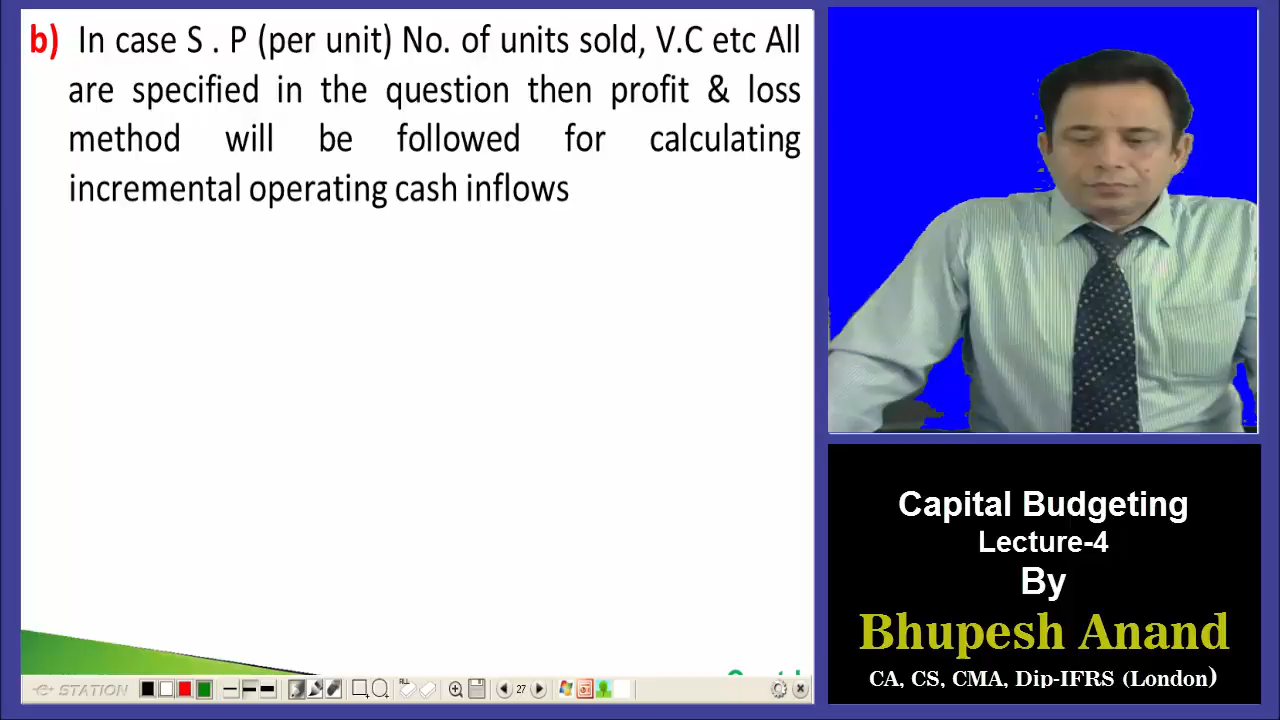 b) In case S . P (per unit) No. of units sold, V.C etc All
are specified in the question then profit & loss
method will be followed for calculating
incremental operating cash inflows
Capital Budgeting
Lecture-4
By
Bhupesh Anand
CA, CS, CMA, Dip-IFRS (London)
STATION
27